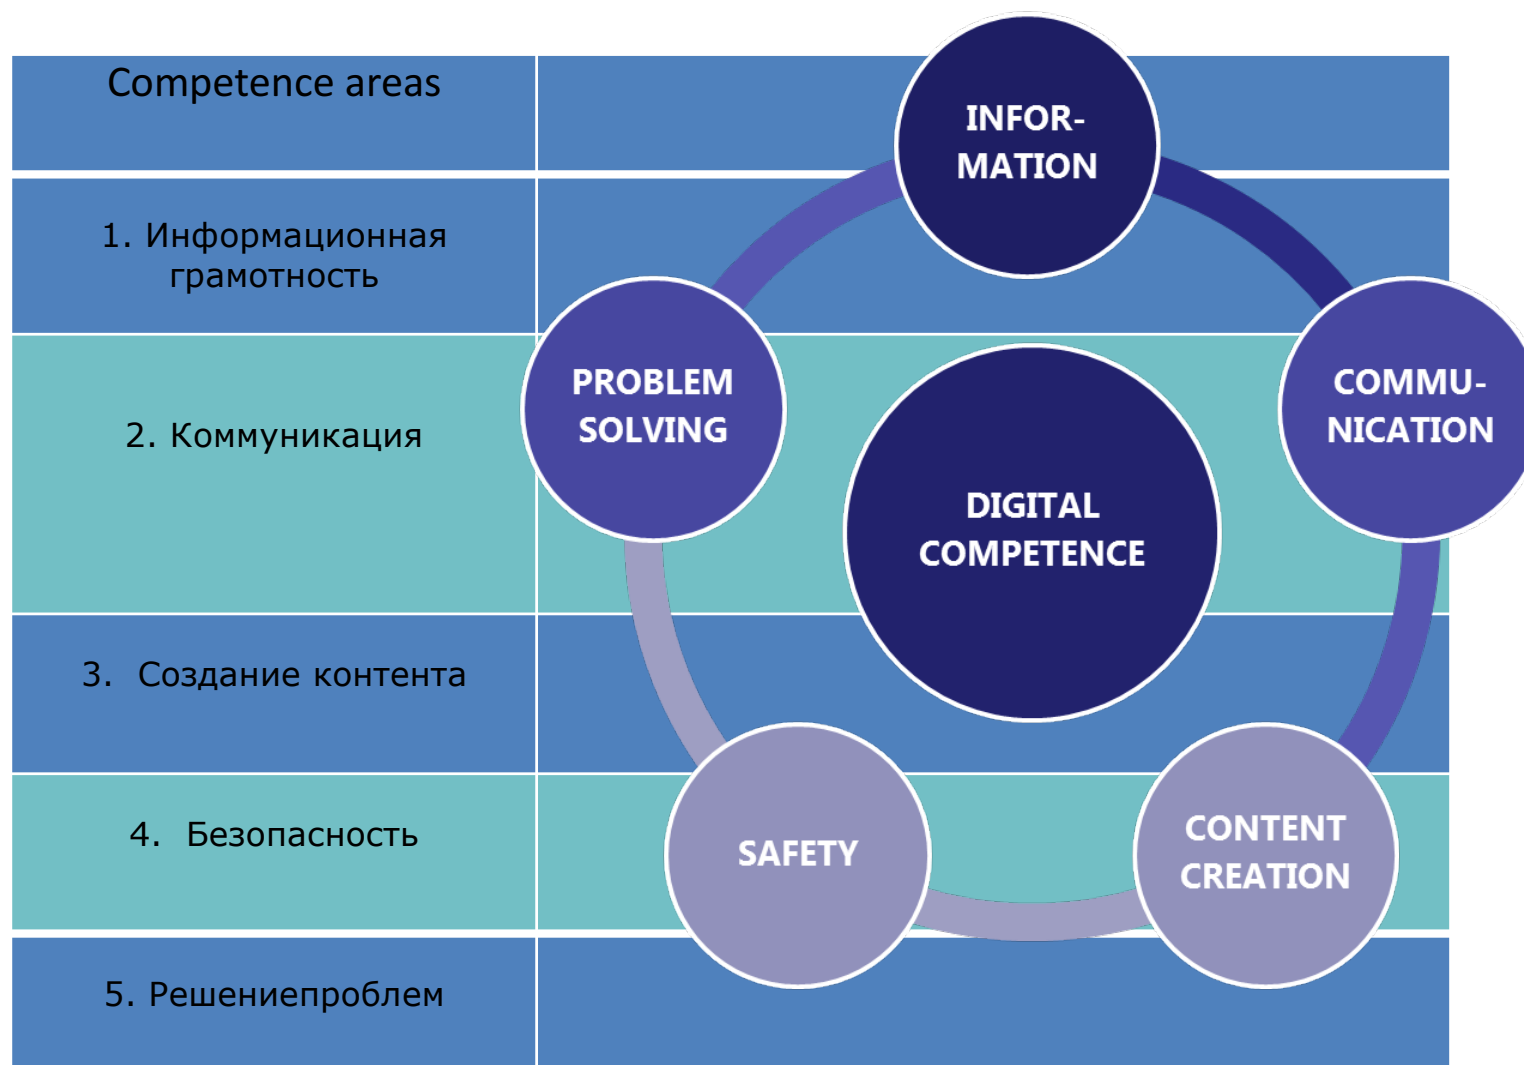 Competence areas
1. Информационная
грамотность
2. Коммуникация
3. Создание контента
4. Безопасность
5. Решениепроблем
INFOR-
MATION
PROBLEM
SOLVING
COMMU-
NICATION
DIGITAL
COMPETENCE
SAFETY
CONTENT
CREATION